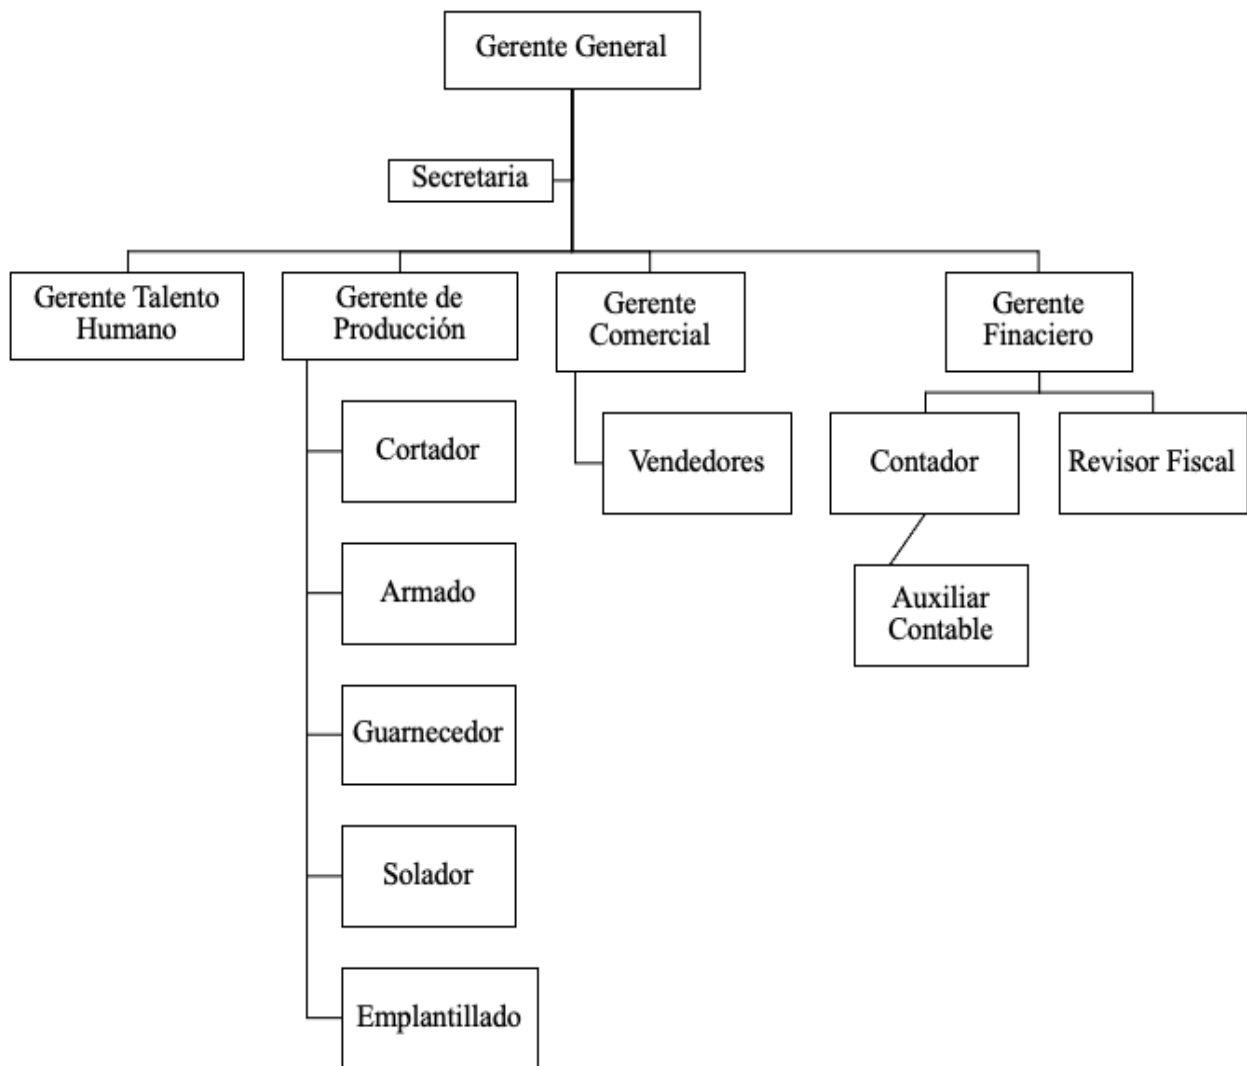 Gerente General
Secretaria
Gerente Talento
Humano
Gerente de
Producción
Gerente
Comercial
Gerente
Finaciero
Cortador
Vendedores
Contador
Revisor Fiscal
Armado
Auxiliar
Contable
Guarnecedor
Solador
Emplantillado